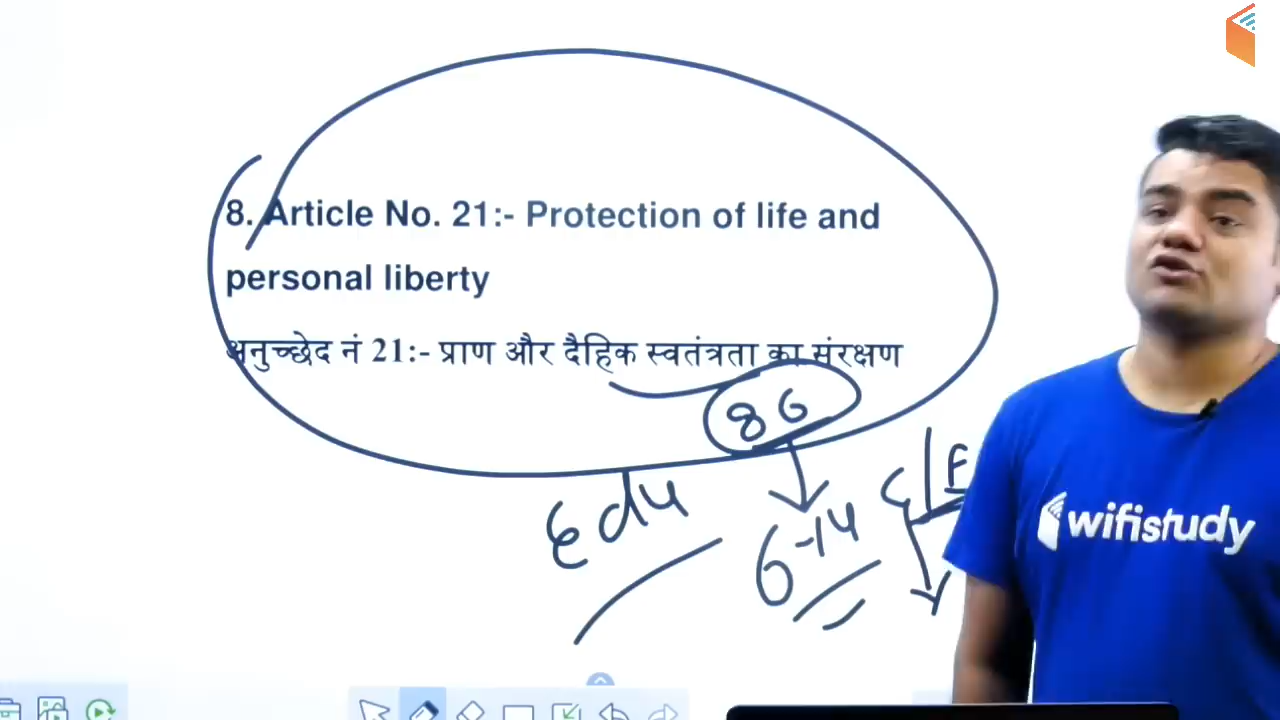 8. Article No. 21:- Protection of life and
personal liberty
अनुच्छेद नं 21:- प्राण और दैहिक स्वतंत्रता का संरक्षण
86
Edu
6-14
wifistudy